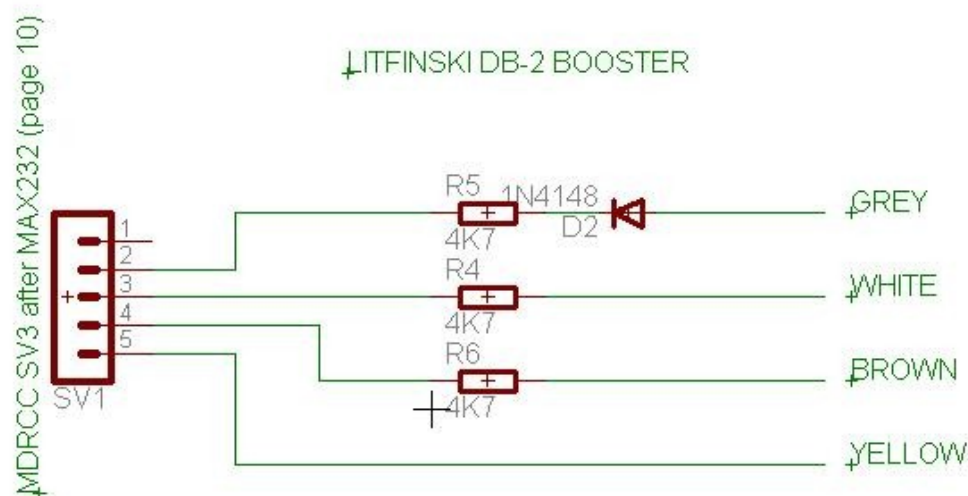 MDRCC SV3 after MAX232 (page 10)
LITFINSKI DB-2 BOOSTER
R5
1N4148
GREY
4K7
D2
1
2
3
4
5
R4
WHITE
4K7
R6
BROWN
4K7
SV1
YELLOW